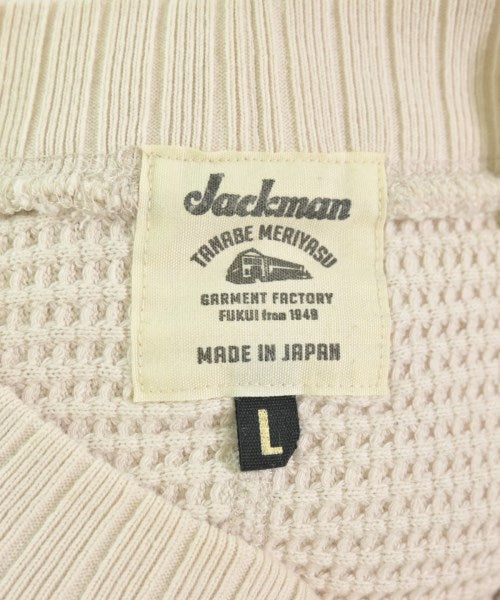 Jackman
TANABE MERIYASU
GARMENT FACTORY
FUKUI from 1949
MADE IN JAPAN
L